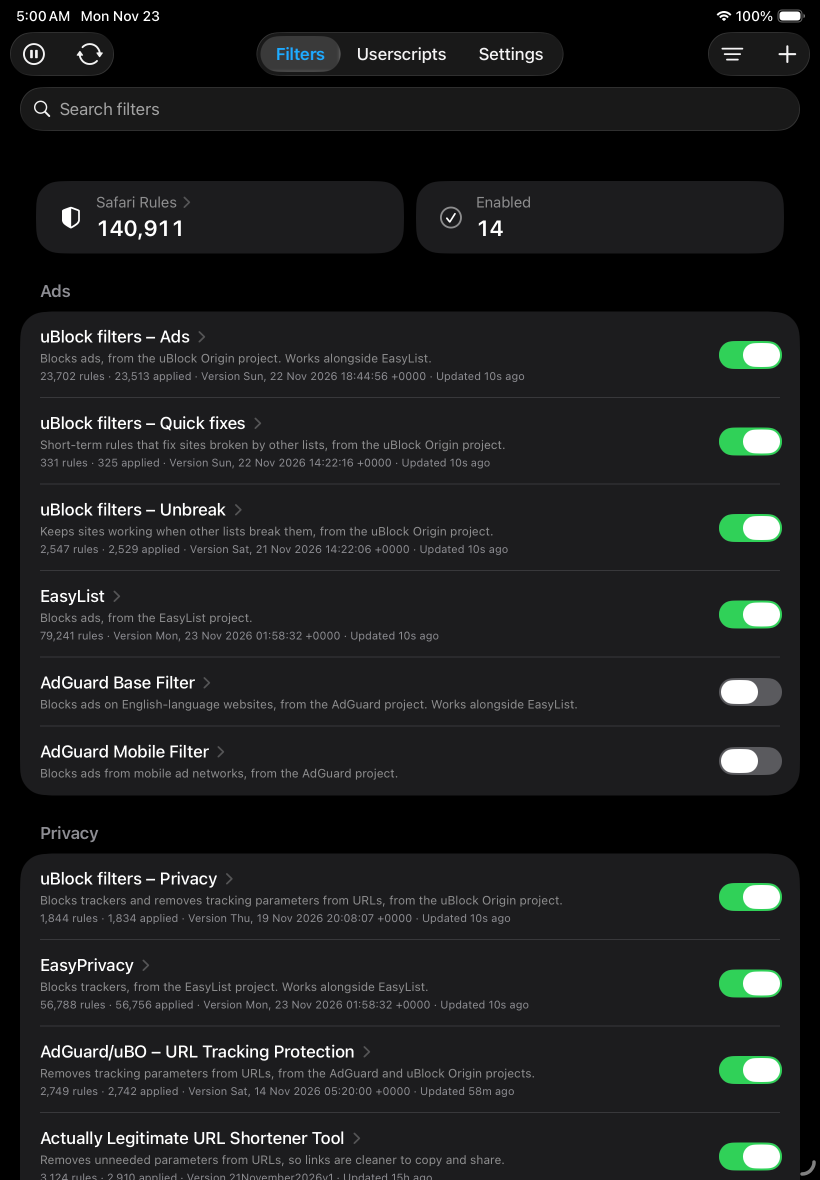 5:00 AM Mon Nov 23
100%
Filters
Userscripts
Settings
Search filters
Safari Rules
140,911
Enabled
14
Ads
uBlock filters – Ads
Blocks ads, from the uBlock Origin project. Works alongside EasyList.
23,702 rules · 23,513 applied · Version Sun, 22 Nov 2026 18:44:56 +0000 · Updated 10s ago
uBlock filters – Quick fixes
Short-term rules that fix sites broken by other lists, from the uBlock Origin project.
331 rules · 325 applied · Version Sun, 22 Nov 2026 14:22:16 +0000 · Updated 10s ago
uBlock filters – Unbreak
Keeps sites working when other lists break them, from the uBlock Origin project.
2,547 rules · 2,529 applied · Version Sat, 21 Nov 2026 14:22:06 +0000 · Updated 10s ago
EasyList
Blocks ads, from the EasyList project.
79,241 rules · Version Mon, 23 Nov 2026 01:58:32 +0000 · Updated 10s ago
AdGuard Base Filter
Blocks ads on English-language websites, from the AdGuard project. Works alongside EasyList.
AdGuard Mobile Filter
Blocks ads from mobile ad networks, from the AdGuard project.
Privacy
uBlock filters – Privacy
Blocks trackers and removes tracking parameters from URLs, from the uBlock Origin project.
1,844 rules · 1,834 applied · Version Thu, 19 Nov 2026 20:08:07 +0000 · Updated 10s ago
EasyPrivacy
Blocks trackers, from the EasyList project. Works alongside EasyList.
56,788 rules · 56,756 applied · Version Mon, 23 Nov 2026 01:58:32 +0000 · Updated 10s ago
AdGuard/uBO – URL Tracking Protection
Removes tracking parameters from URLs, from the AdGuard and uBlock Origin projects.
2,749 rules · 2,742 applied · Version Sat, 14 Nov 2026 05:20:00 +0000 · Updated 58m ago
Actually Legitimate URL Shortener Tool
Removes unneeded parameters from URLs, so links are cleaner to copy and share.
3,124 rules · 2,910 applied · Version 21November2026v1 · Updated 15h ago